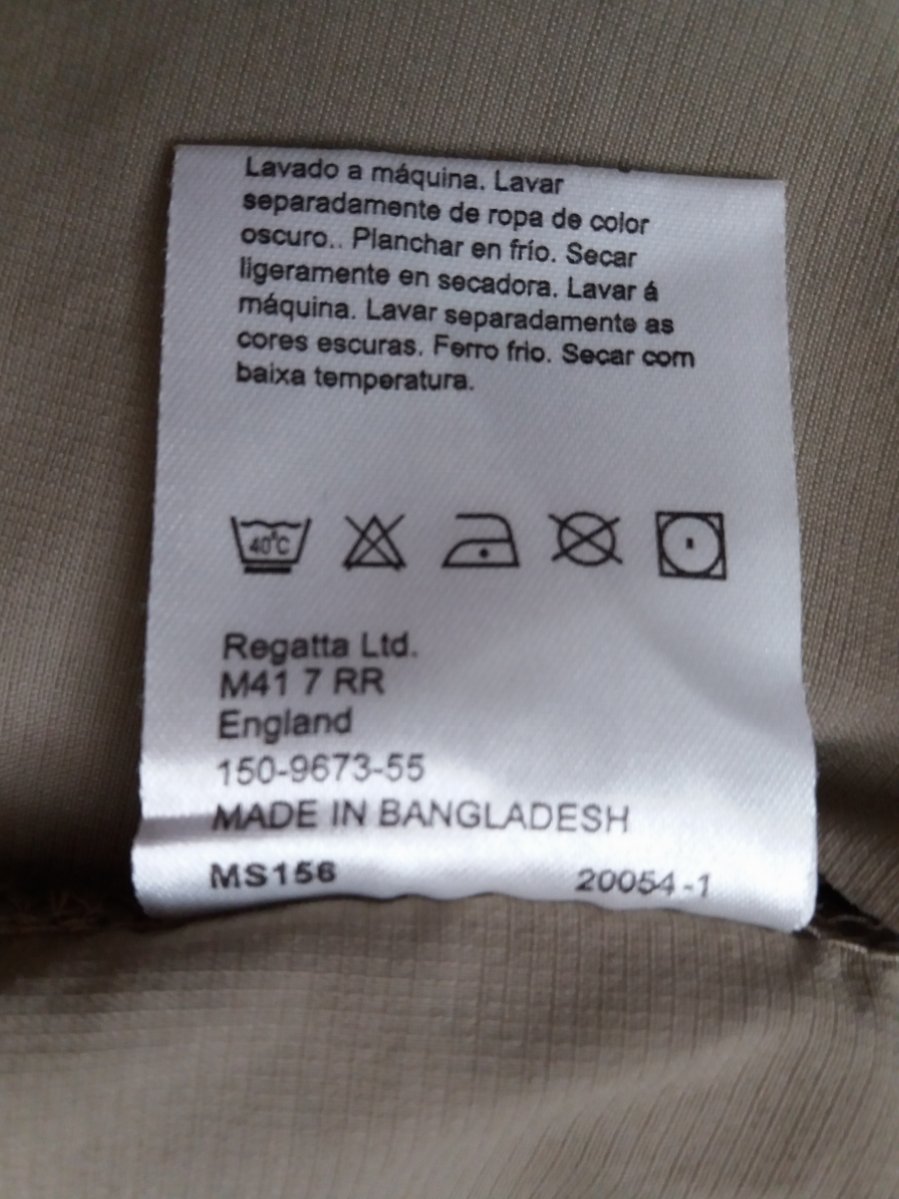 Lavado a máquina. Lavar
separadamente de ropa de color
oscuro.. Planchar en frío. Secar
ligeramente en secadora. Lavar á
máquina. Lavar separadamente as
cores escuras. Ferro frio. Secar com
baixa temperatura.
40°C
Regatta Ltd.
M41 7 RR
England
150-9673-55
MADE IN BANGLADESH
MS156 20054-1